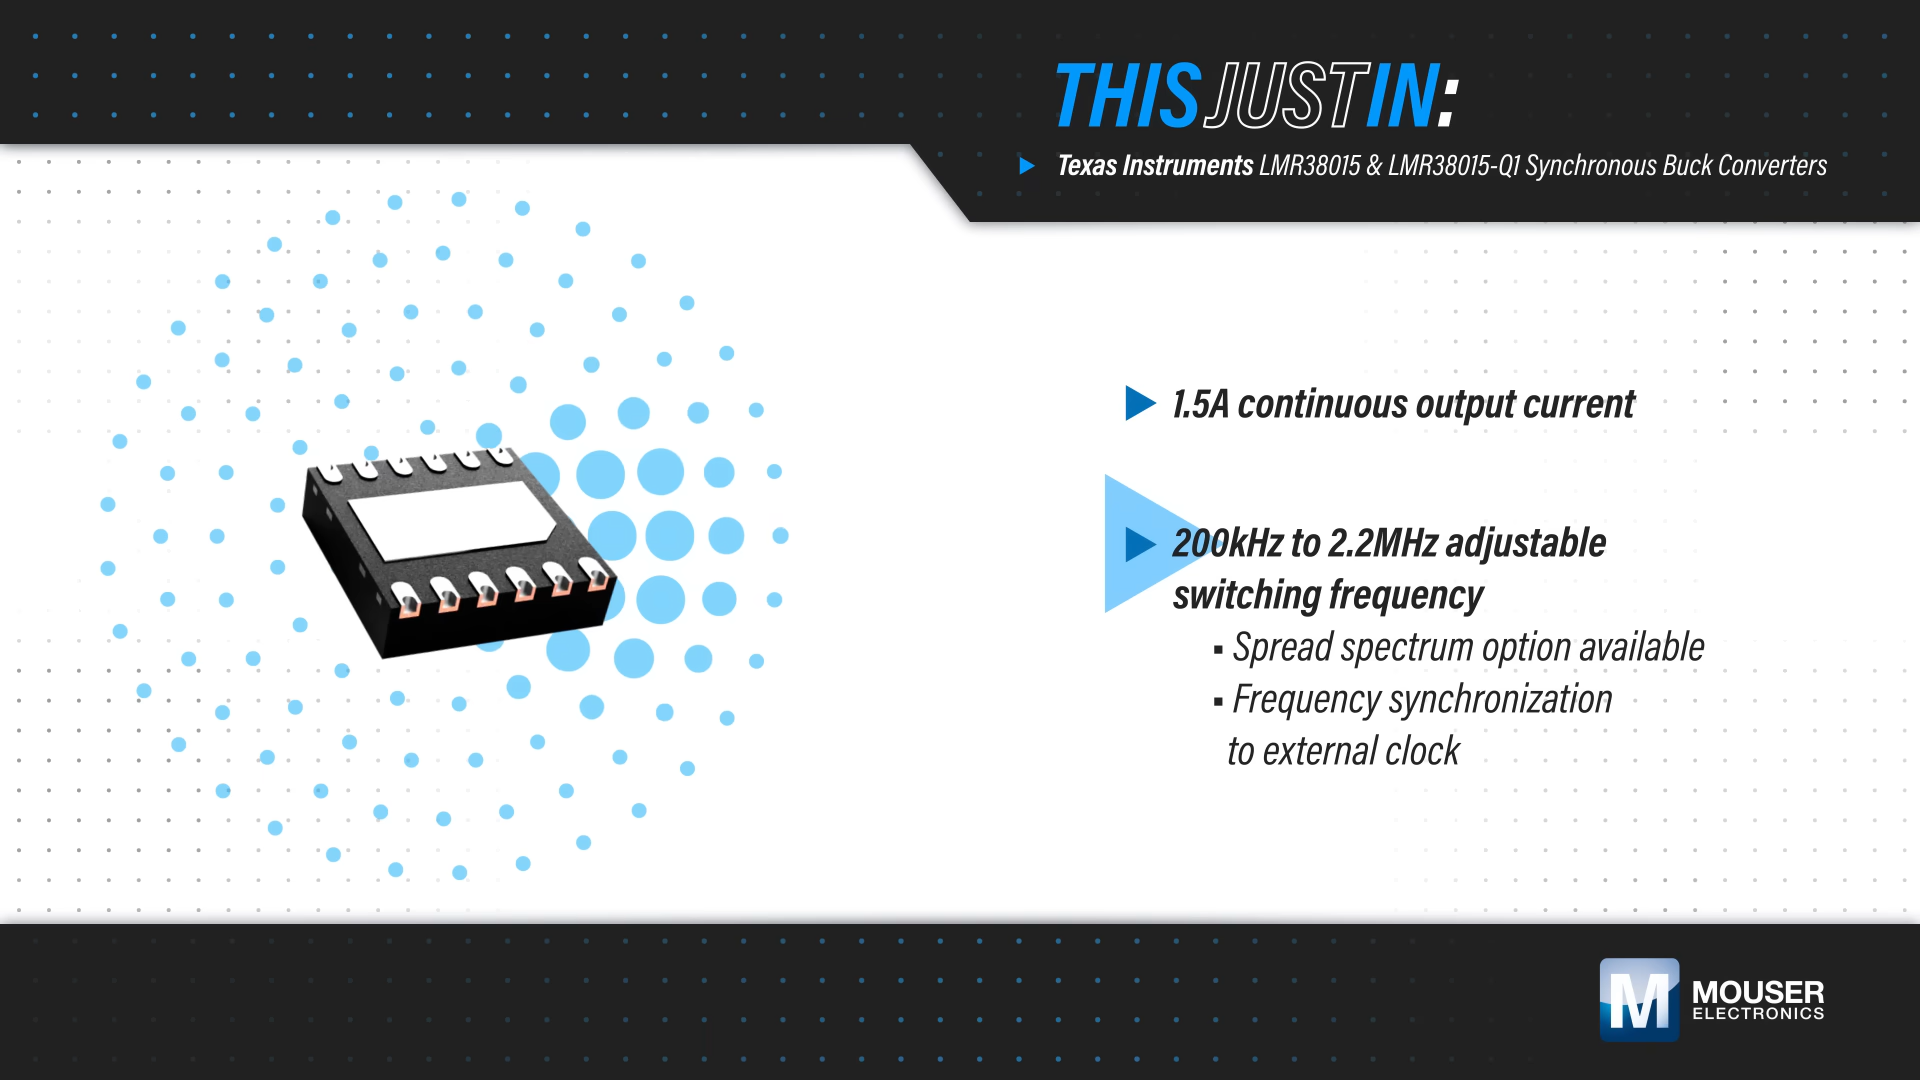 THIS JUST IN:
Texas Instruments LMR38015 & LMR38015-Q1 Synchronous Buck Converters
1.5A continuous output current
200kHz to 2.2MHz adjustable
switching frequency
▪ Spread spectrum option available
▪ Frequency synchronization
to external clock
M MOUSER
ELECTRONICS